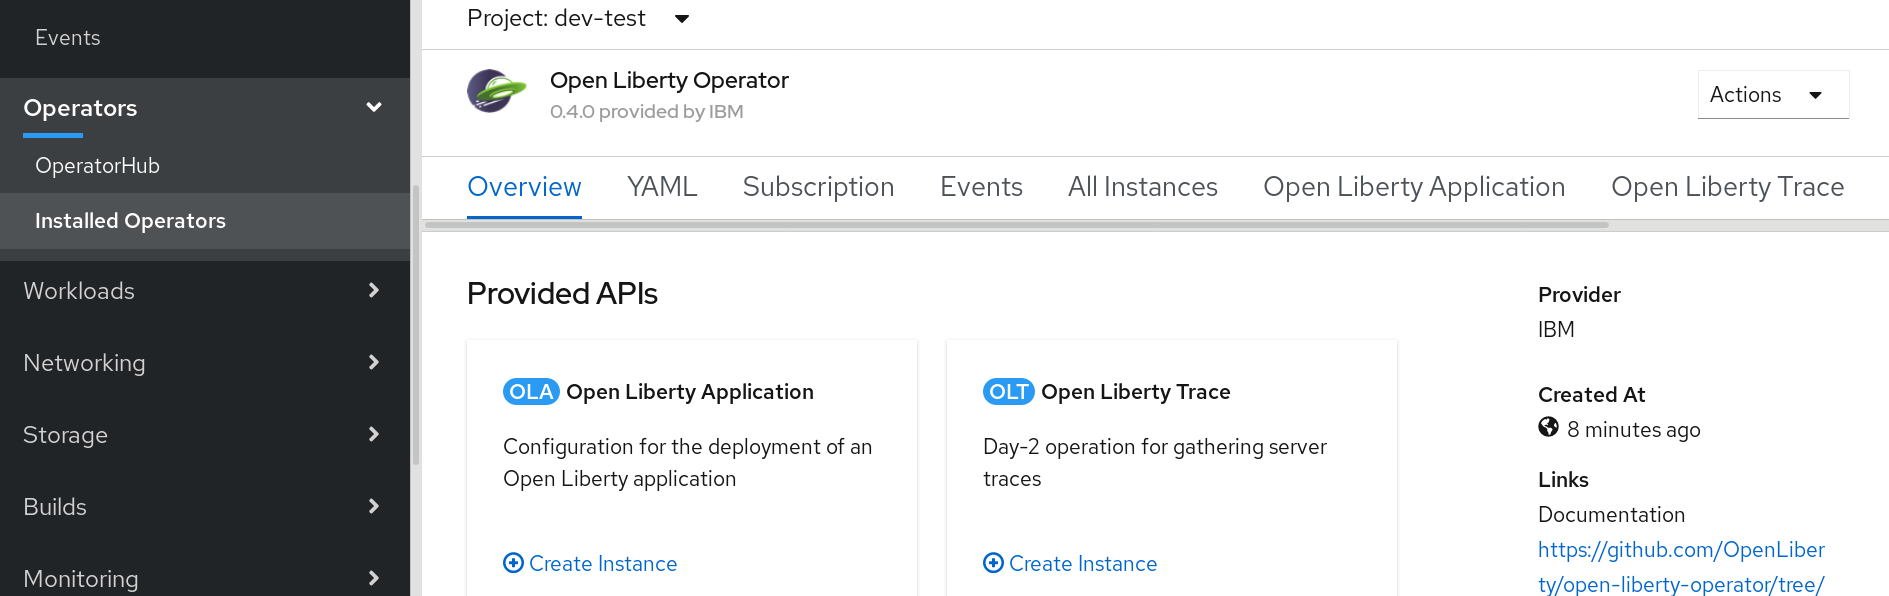 Events
Operators
OperatorHub
Installed Operators
Workloads
Networking
Storage
Builds
Monitoring
Project: dev-test
Open Liberty Operator
0.4.0 provided by IBM
Actions
Overview YAML Subscription Events All Instances Open Liberty Application Open Liberty Trace
Provided APIs
OLA Open Liberty Application
Configuration for the deployment of an
Open Liberty application
Create Instance
OLT Open Liberty Trace
Day-2 operation for gathering server
traces
Create Instance
Provider
IBM
Created At
8 minutes ago
Links
Documentation
https://github.com/OpenLiber
ty/open-liberty-operator/tree/